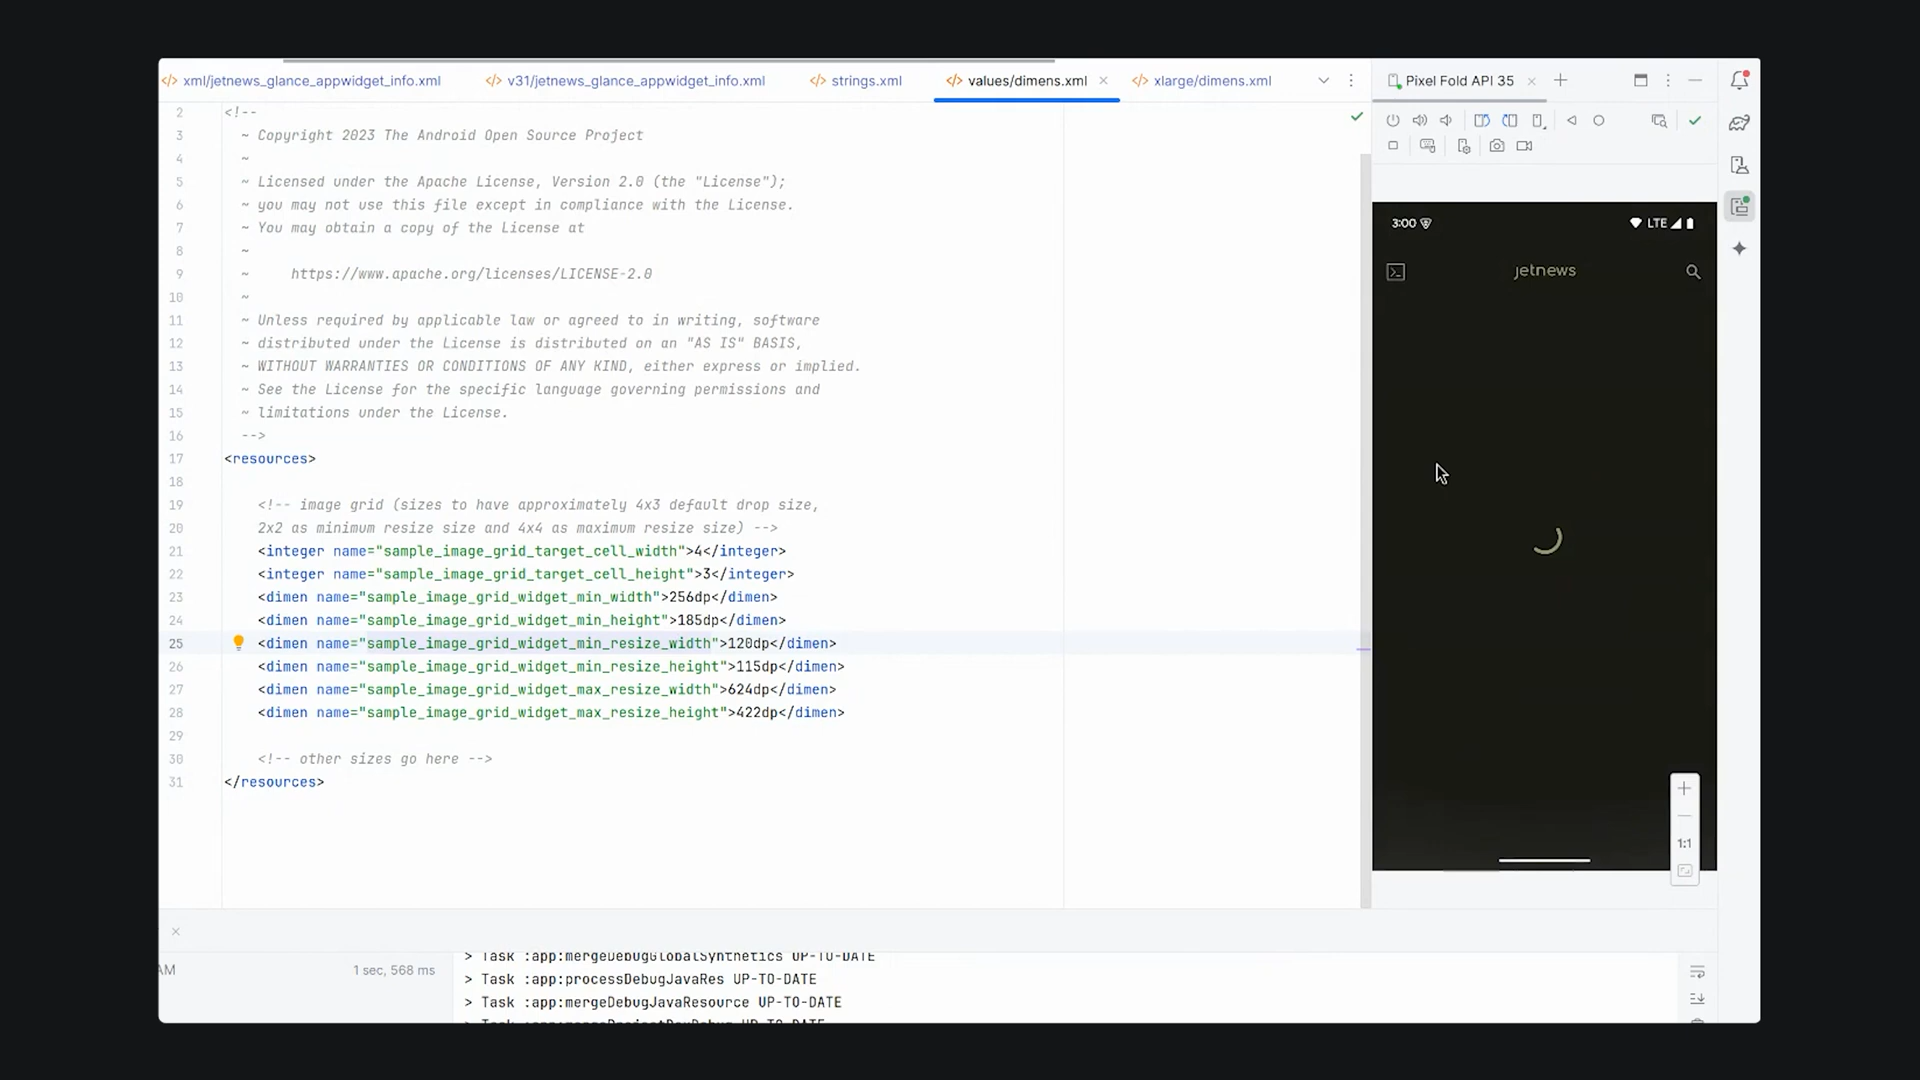 xml/jetnews_glance_appwidget_info.xml
v31/jetnews_glance_appwidget_info.xml
strings.xml
values/dimens.xml
xlarge/dimens.xml
Pixel Fold API 35
2 <!--
3 ~ Copyright 2023 The Android Open Source Project
4 ~
5 ~ Licensed under the Apache License, Version 2.0 (the "License");
6 ~ you may not use this file except in compliance with the License.
7 ~ You may obtain a copy of the License at
8 ~
9 ~ https://www.apache.org/licenses/LICENSE-2.0
10 ~
11 ~ Unless required by applicable law or agreed to in writing, software
12 ~ distributed under the License is distributed on an "AS IS" BASIS,
13 ~ WITHOUT WARRANTIES OR CONDITIONS OF ANY KIND, either express or implied.
14 ~ See the License for the specific language governing permissions and
15 ~ limitations under the License.
16 -->
17 <resources>
18
19 <!-- image grid (sizes to have approximately 4x3 default drop size,
20 2x2 as minimum resize size and 4x4 as maximum resize size) -->
21 <integer name="sample_image_grid_target_cell_width">4</integer>
22 <integer name="sample_image_grid_target_cell_height">3</integer>
23 <dimen name="sample_image_grid_widget_min_width">256dp</dimen>
24 <dimen name="sample_image_grid_widget_min_height">185dp</dimen>
25 <dimen name="sample_image_grid_widget_min_resize_width">120dp</dimen>
26 <dimen name="sample_image_grid_widget_min_resize_height">115dp</dimen>
27 <dimen name="sample_image_grid_widget_max_resize_width">624dp</dimen>
28 <dimen name="sample_image_grid_widget_max_resize_height">422dp</dimen>
29
30 <!-- other sizes go here -->
31 </resources>
3:00
LTE
jetnews
1:1
AM
1 sec, 568 ms
> Task :app:mergeDebugGlobalSynthetics UP-TO-DATE
> Task :app:processDebugJavaRes UP-TO-DATE
> Task :app:mergeDebugJavaResource UP-TO-DATE